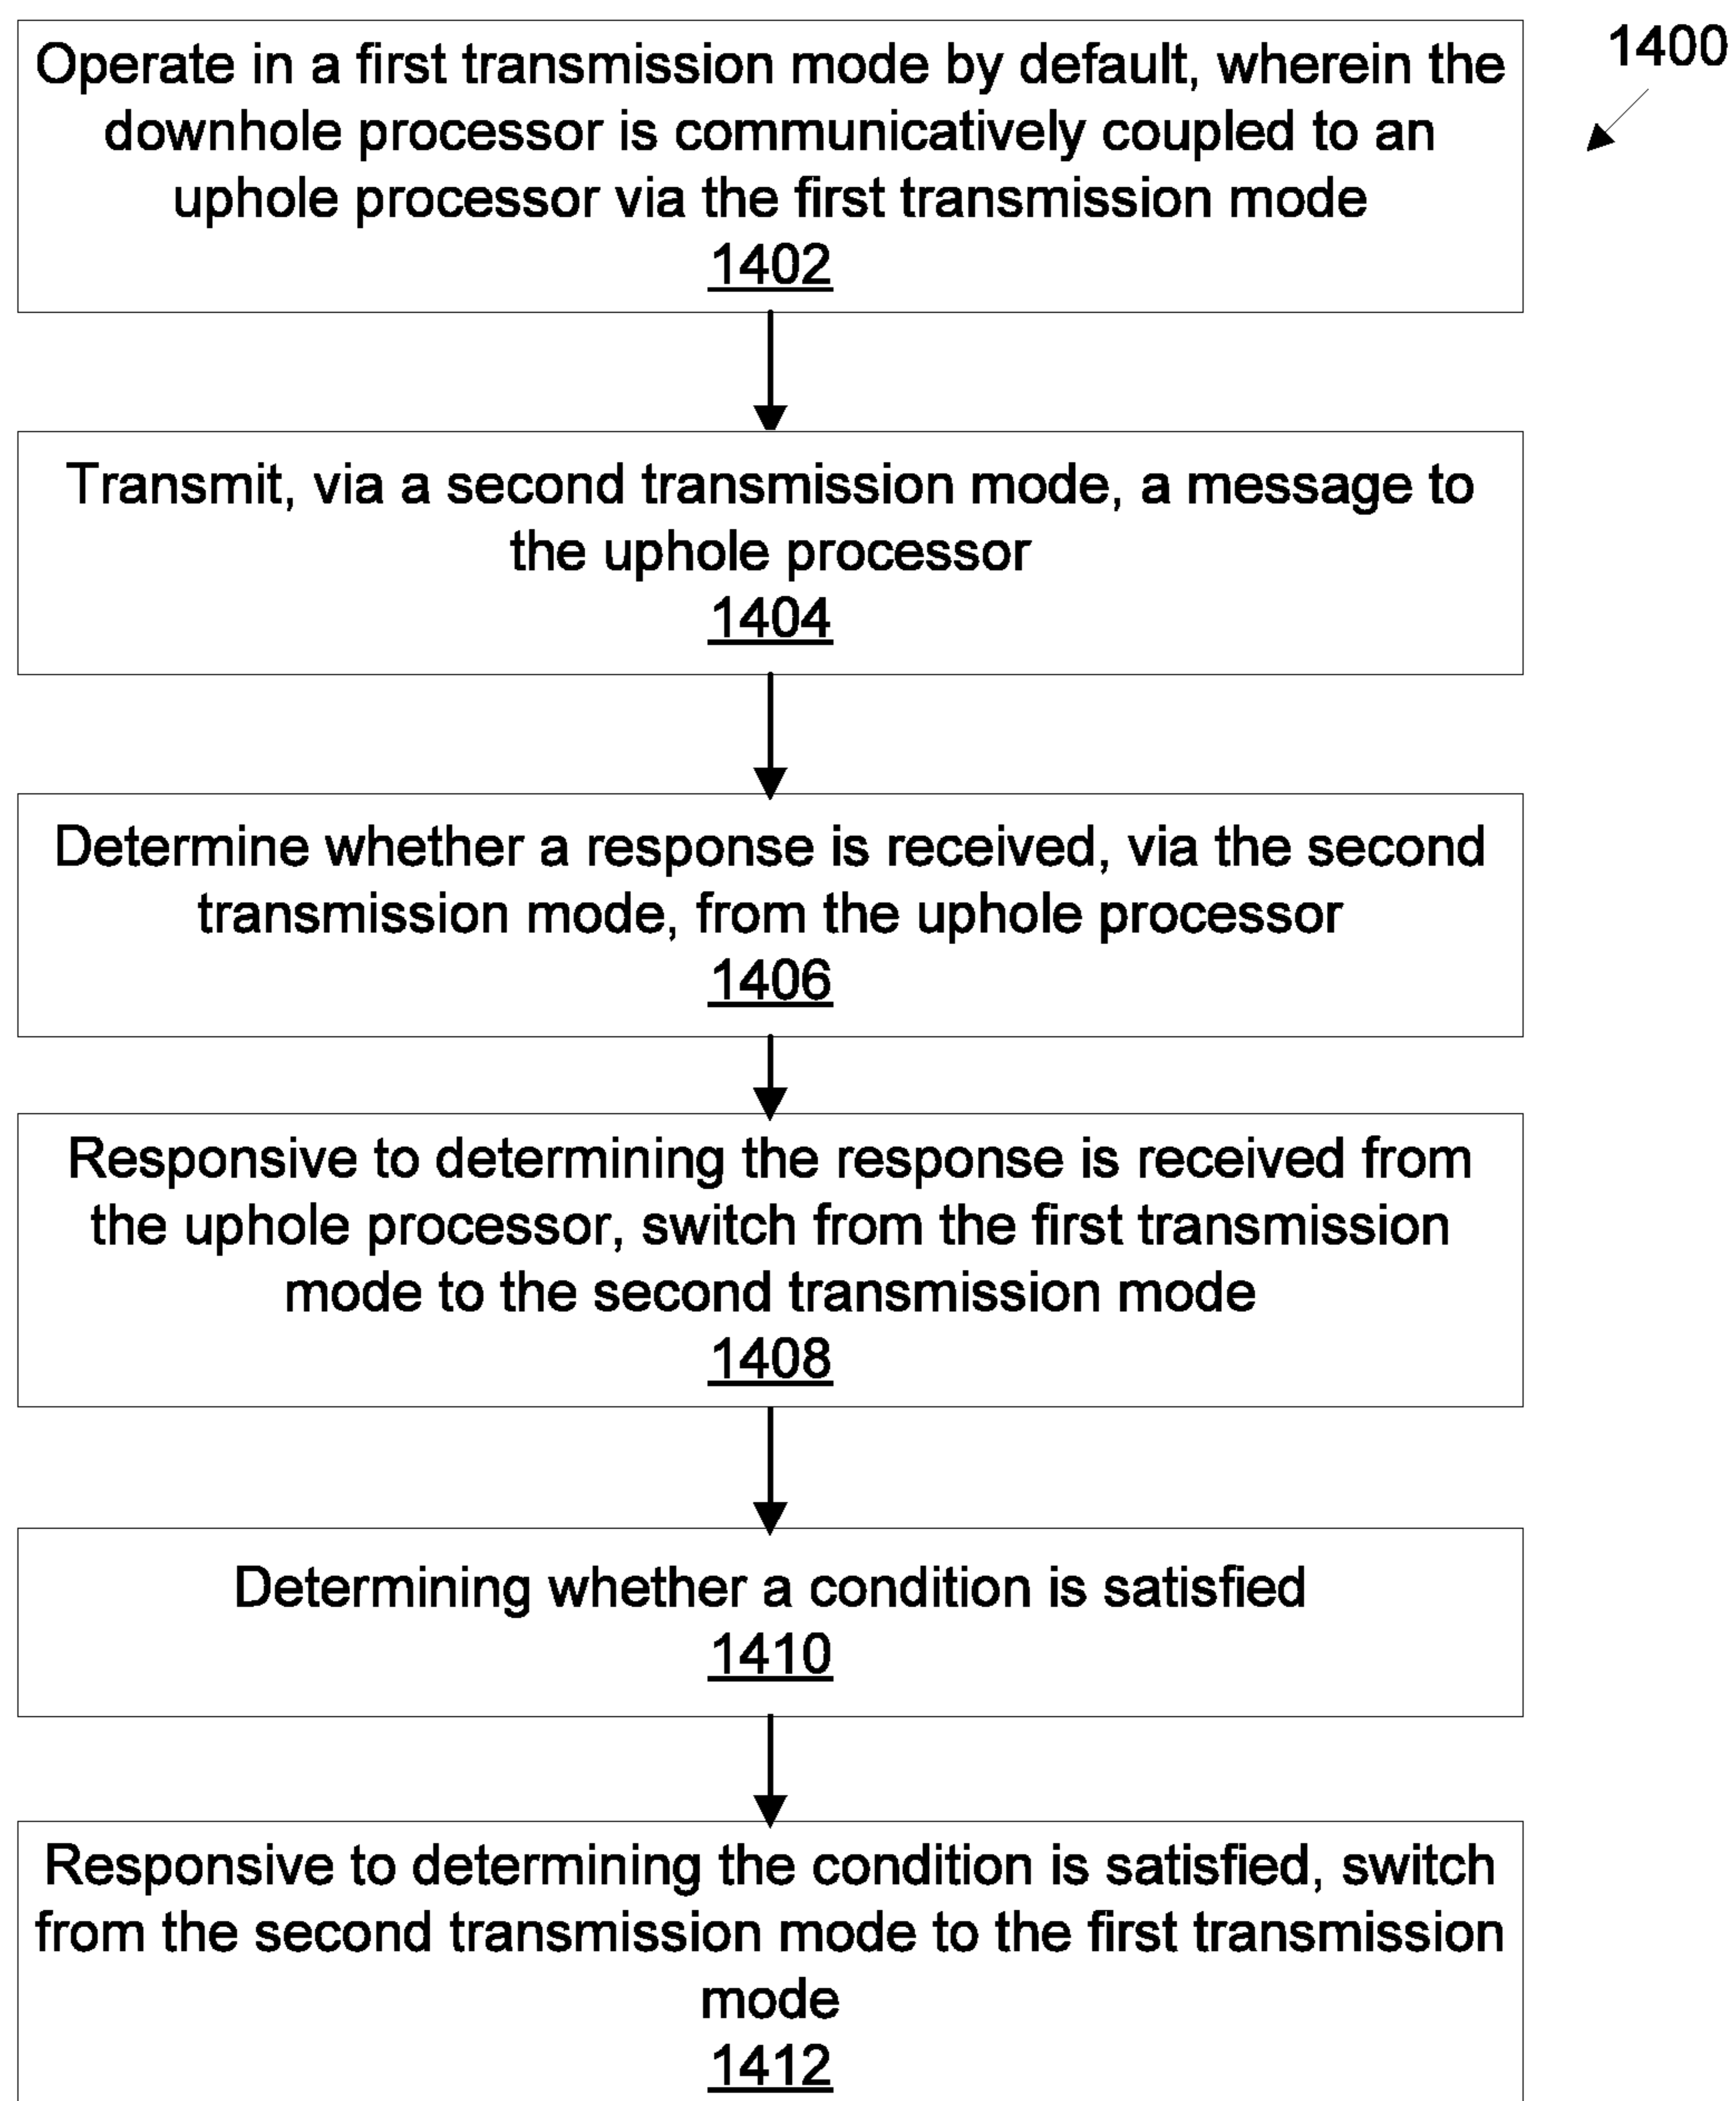 1400
Operate in a first transmission mode by default, wherein the
downhole processor is communicatively coupled to an
uphole processor via the first transmission mode
1402
Transmit, via a second transmission mode, a message to
the uphole processor
1404
Determine whether a response is received, via the second
transmission mode, from the uphole processor
1406
Responsive to determining the response is received from
the uphole processor, switch from the first transmission
mode to the second transmission mode
1408
Determining whether a condition is satisfied
1410
Responsive to determining the condition is satisfied, switch
from the second transmission mode to the first transmission
mode
1412